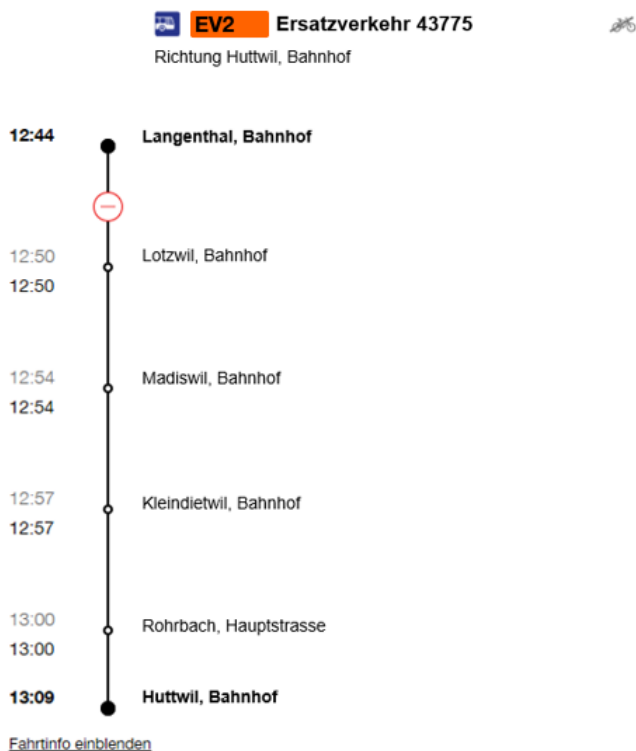 EV2 Ersatzverkehr 43775
Richtung Huttwil, Bahnhof
12:44 Langenthal, Bahnhof
12:50 Lotzwil, Bahnhof
12:50
12:54 Madiswil, Bahnhof
12:54
12:57 Kleindietwil, Bahnhof
12:57
13:00 Rohrbach, Hauptstrasse
13:00
13:09 Huttwil, Bahnhof
Fahrtinfo einblenden